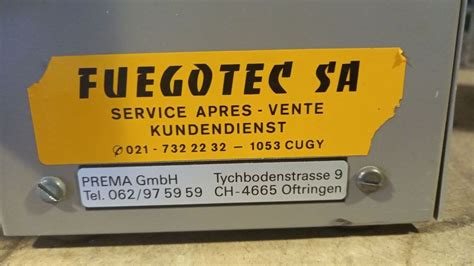 FUEGOTEC SA
SERVICE APRES - VENTE
KUNDENDIENST
✆ 021 - 732 22 32 - 1053 CUGY
PREMA GmbH Tychbodenstrasse 9
Tel. 062/97 59 59 CH-4665 Oftringen